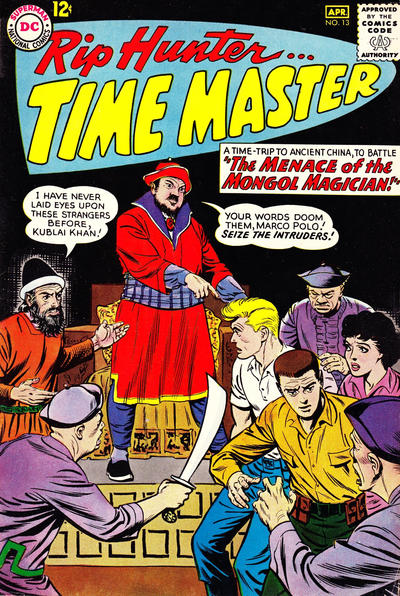 SUPERMAN
DC
NATIONAL COMICS
12¢
APR.
NO. 13
APPROVED
BY THE
COMICS
CODE
CA
AUTHORITY
Rip Hunter...
TIME MASTER
A TIME-TRIP TO ANCIENT CHINA, TO BATTLE
"The MENACE of the
MONGOL MAGICIAN!"
I HAVE NEVER
LAID EYES UPON
THESE STRANGERS
BEFORE,
KUBLAI KHAN!
YOUR WORDS DOOM
THEM, MARCO POLO!
SEIZE THE INTRUDERS!